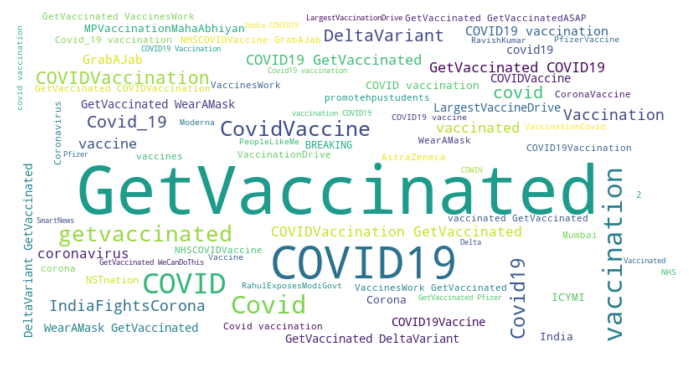 GetVaccinated VaccinesWork
LargestVaccinationDrive
GetVaccinated GetVaccinatedASAP
MPVaccinationMahaAbhiyan
India COVID19
DeltaVariant
COVID19 vaccination
Covid_19 vaccination
NHSCOVIDVaccine GrabAJab
RavishKumar
PfizerVaccine
COVID19 Vaccination
covid19
covid vaccination
GrabAJab
COVID19 GetVaccinated
GetVaccinated COVID19
COVIDVaccination
Covid19 vaccination
COVIDVaccine
GetVaccinated COVIDVaccination
VaccinesWork
COVID vaccination
covid
CoronaVaccine
promotehpustudents
GetVaccinated WearAMask
LargestVaccineDrive
Vaccination
Coronavirus
Covid_19
Moderna
CovidVaccine
vaccination COVID19
COVID19 vaccine
vaccinated
VaccinationCovid
vaccine
PeopleLikeMe
BREAKING
WearAMask
COVID19Vaccination
Pfizer
vaccines
VaccinationDrive
AstraZeneca
COWIN
GetVaccinated
DeltaVariant GetVaccinated
vaccination
2
SmartNews
vaccinated GetVaccinated
getvaccinated
COVIDVaccination GetVaccinated
Mumbai
coronavirus
NHSCOVIDVaccine
Vaccine
Delta
COVID19
Vaccinated
corona
GetVaccinated WeCanDoThis
NHS
NSTnation
COVID
RahulExposesModiGovt
VaccinesWork GetVaccinated
Covid19
IndiaFightsCorona
Covid
Corona
GetVaccinated Pfizer
ICYMI
WearAMask GetVaccinated
Covid vaccination
COVID19Vaccine
GetVaccinated DeltaVariant
India